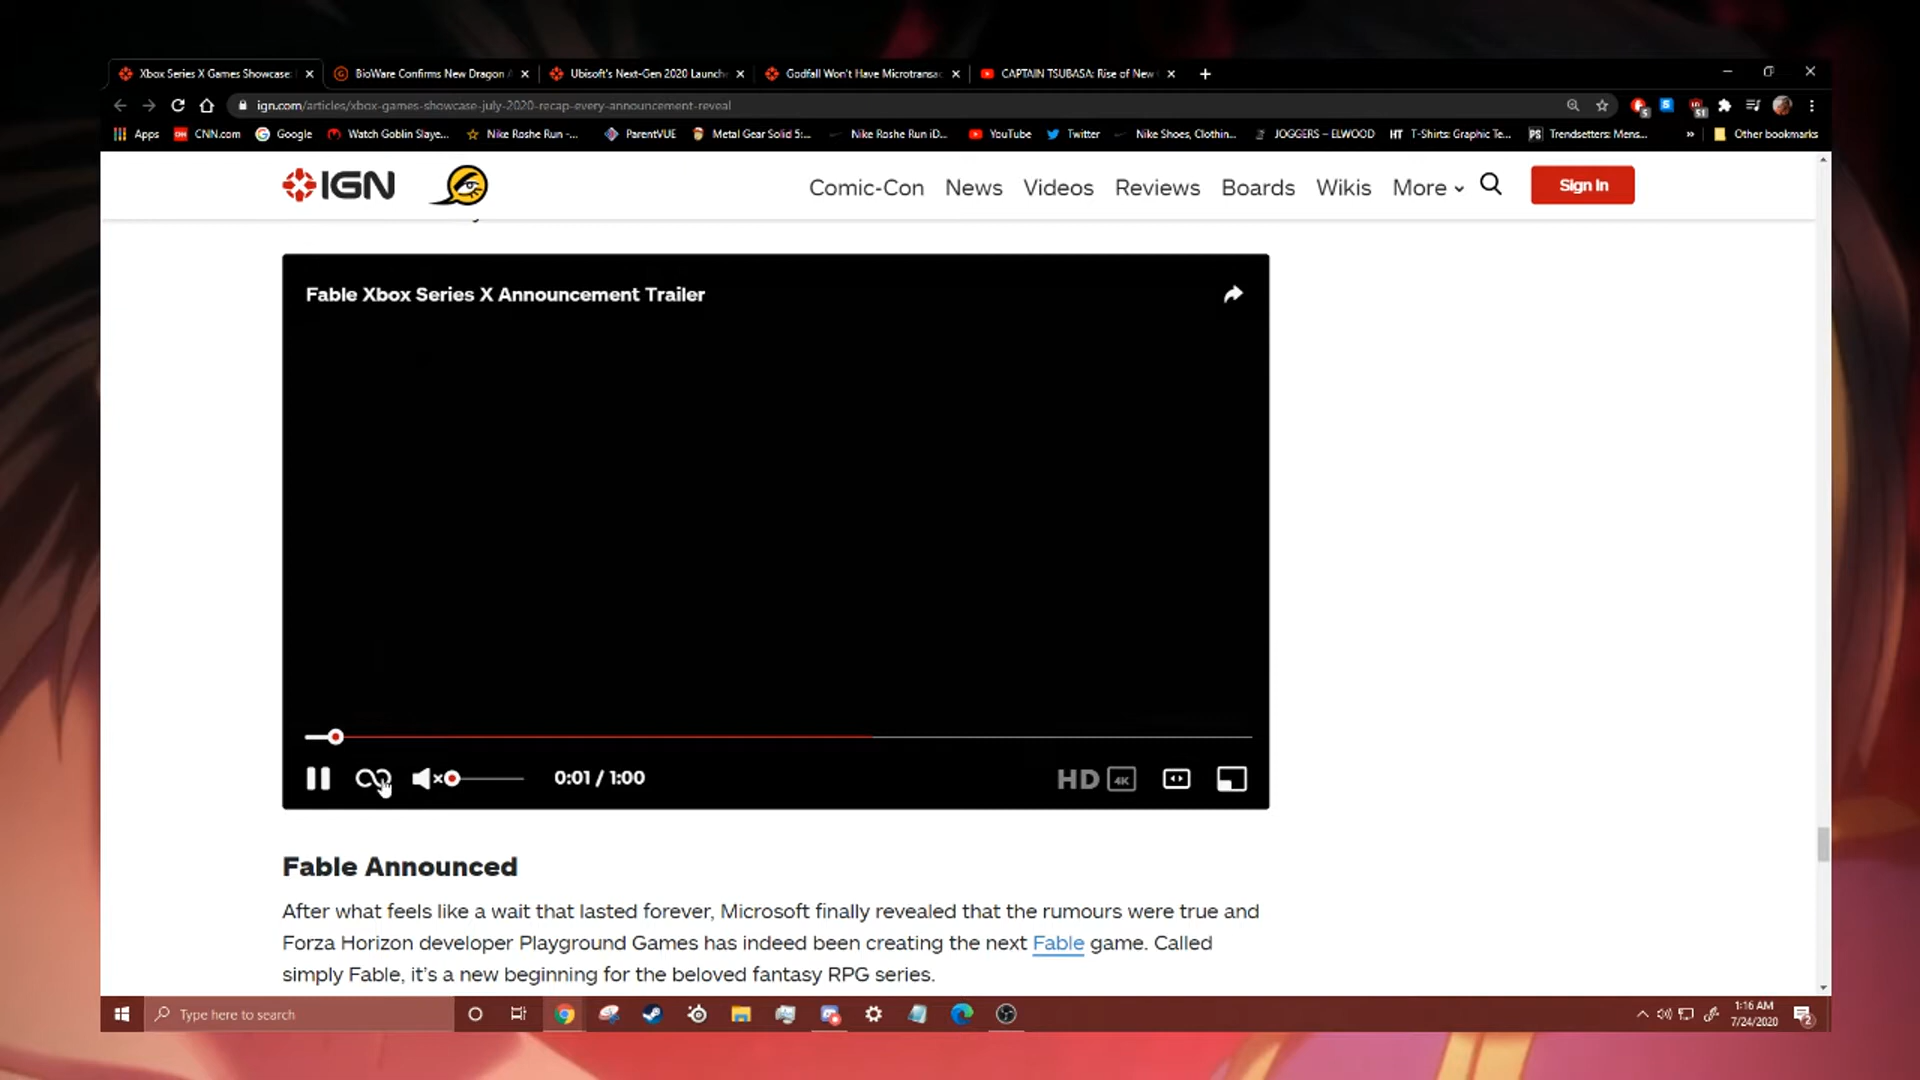 Xbox Series X Games Showcase:
BioWare Confirms New Dragon A
Ubisoft's Next-Gen 2020 Launch
Godfall Won't Have Microtransac
CAPTAIN TSUBASA: Rise of New
ign.com/articles/xbox-games-showcase-july-2020-recap-every-announcement-reveal
Apps
CNN.com
Google
Watch Goblin Slaye...
Nike Roshe Run -...
ParentVUE
Metal Gear Solid 5:...
Nike Roshe Run iD...
YouTube
Twitter
Nike Shoes, Clothin...
JOGGERS – ELWOOD
HT T-Shirts: Graphic Te...
PS Trendsetters: Mens...
»
Other bookmarks
IGN
Comic-Con
News
Videos
Reviews
Boards
Wikis
More
Sign In
Fable Xbox Series X Announcement Trailer
0:01 / 1:00
HD 4K
Fable Announced
After what feels like a wait that lasted forever, Microsoft finally revealed that the rumours were true and
Forza Horizon developer Playground Games has indeed been creating the next Fable game. Called
simply Fable, it's a new beginning for the beloved fantasy RPG series.
Type here to search
1:16 AM
7/24/2020
2